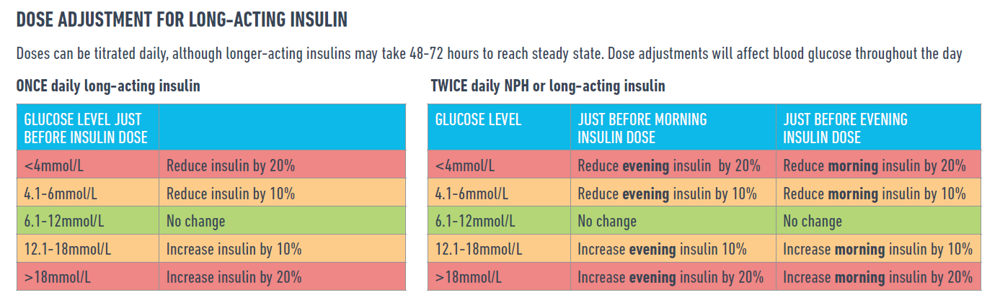 DOSE ADJUSTMENT FOR LONG-ACTING INSULIN
Doses can be titrated daily, although longer-acting insulins may take 48-72 hours to reach steady state. Dose adjustments will affect blood glucose throughout the day
ONCE daily long-acting insulin
GLUCOSE LEVEL JUST
BEFORE INSULIN DOSE
<4mmol/L Reduce insulin by 20%
4.1-6mmol/L Reduce insulin by 10%
6.1-12mmol/L No change
12.1-18mmol/L Increase insulin by 10%
>18mmol/L Increase insulin by 20%
TWICE daily NPH or long-acting insulin
GLUCOSE LEVEL JUST BEFORE MORNING JUST BEFORE EVENING
INSULIN DOSE INSULIN DOSE
<4mmol/L Reduce evening insulin by 20% Reduce morning insulin by 20%
4.1-6mmol/L Reduce evening insulin by 10% Reduce morning insulin by 10%
6.1-12mmol/L No change No change
12.1-18mmol/L Increase evening insulin 10% Increase morning insulin by 10%
>18mmol/L Increase evening insulin by 20% Increase morning insulin by 20%